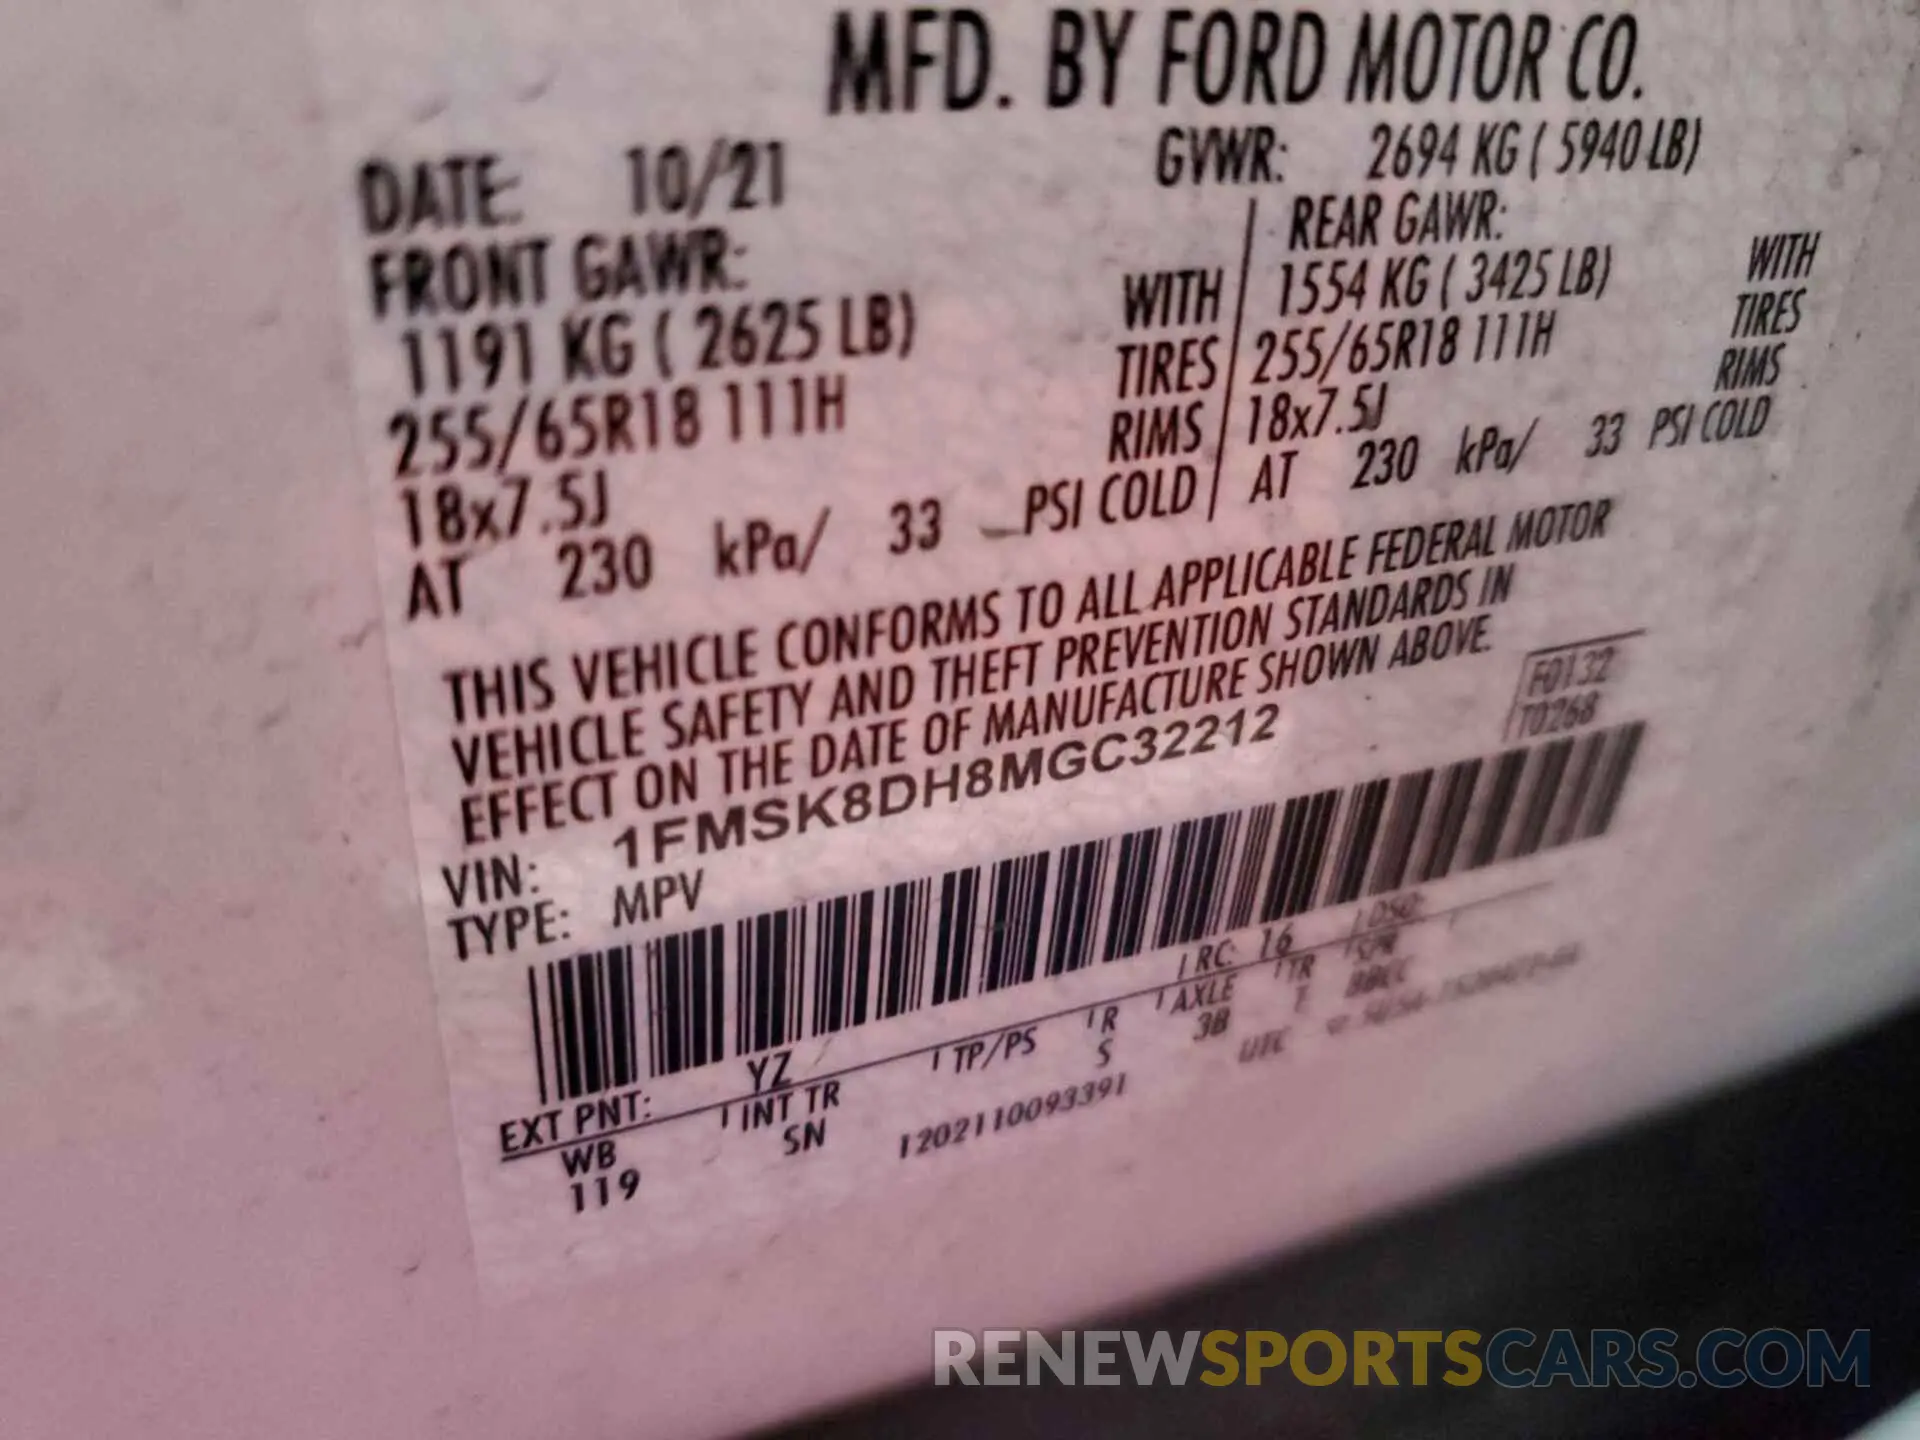 MFD. BY FORD MOTOR CO.
DATE: 10/21 GVWR: 2694 KG ( 5940 LB)
FRONT GAWR: REAR GAWR:
1191 KG ( 2625 LB) WITH 1554 KG ( 3425 LB) WITH
255/65R18 111H TIRES 255/65R18 111H TIRES
18x7.5J RIMS 18x7.5J RIMS
AT 230 kPa/ 33 PSI COLD AT 230 kPa/ 33 PSI COLD
THIS VEHICLE CONFORMS TO ALL APPLICABLE FEDERAL MOTOR
VEHICLE SAFETY AND THEFT PREVENTION STANDARDS IN
EFFECT ON THE DATE OF MANUFACTURE SHOWN ABOVE.
F0132
T0268
VIN: 1FMSK8DH8MGC32212
TYPE: MPV
EXT PNT: YZ RC: 16 DSO:
WB INT TR TP/PS R AXLE TR SPR
119 SN S 3B
1202110093391 UTC
RENEWSPORTSCARS.COM